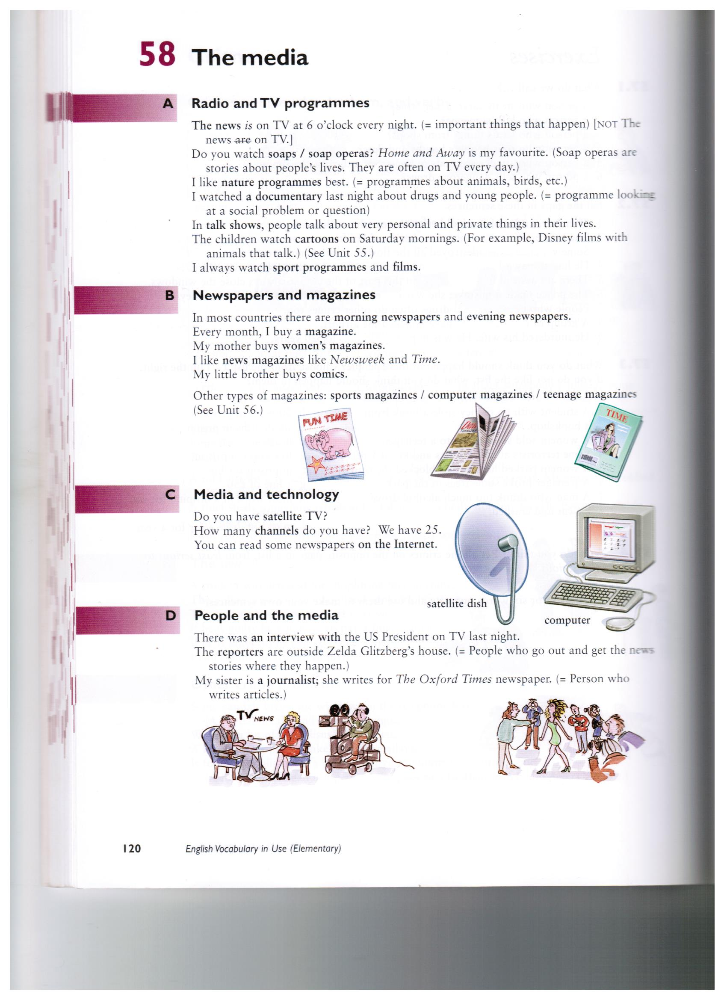 58 The media
A Radio and TV programmes
The news is on TV at 6 o'clock every night. (= important things that happen) [NOT The
news are on TV.]
Do you watch soaps / soap operas? Home and Away is my favourite. (Soap operas are
stories about people's lives. They are often on TV every day.)
I like nature programmes best. (= programmes about animals, birds, etc.)
I watched a documentary last night about drugs and young people. (= programme looking
at a social problem or question)
In talk shows, people talk about very personal and private things in their lives.
The children watch cartoons on Saturday mornings. (For example, Disney films with
animals that talk.) (See Unit 55.)
I always watch sport programmes and films.
B Newspapers and magazines
In most countries there are morning newspapers and evening newspapers.
Every month, I buy a magazine.
My mother buys women's magazines.
I like news magazines like Newsweek and Time.
My little brother buys comics.
Other types of magazines: sports magazines / computer magazines / teenage magazines
(See Unit 56.)
FUN TIME
Tuesday
TIME
C Media and technology
Do you have satellite TV?
How many channels do you have? We have 25.
You can read some newspapers on the Internet.
satellite dish
computer
D People and the media
There was an interview with the US President on TV last night.
The reporters are outside Zelda Glitzberg's house. (= People who go out and get the news
stories where they happen.)
My sister is a journalist; she writes for The Oxford Times newspaper. (= Person who
writes articles.)
TV NEWS
120 English Vocabulary in Use (Elementary)